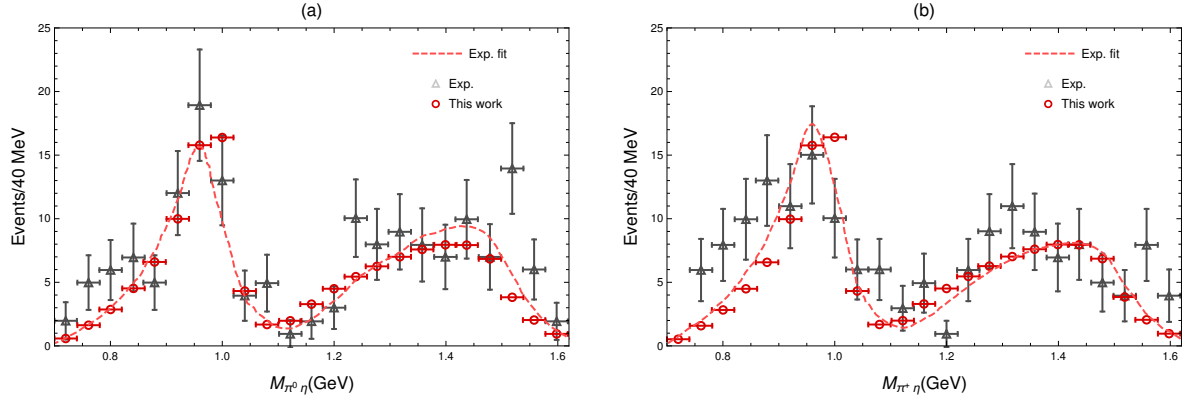 (a)
Exp. fit
Exp.
This work
Events/40 MeV
25
20
15
10
5
0
0.8 1.0 1.2 1.4 1.6
M_{π⁰ η}(GeV)
(b)
Exp. fit
Exp.
This work
Events/40 MeV
25
20
15
10
5
0
0.8 1.0 1.2 1.4 1.6
M_{π⁺ η}(GeV)